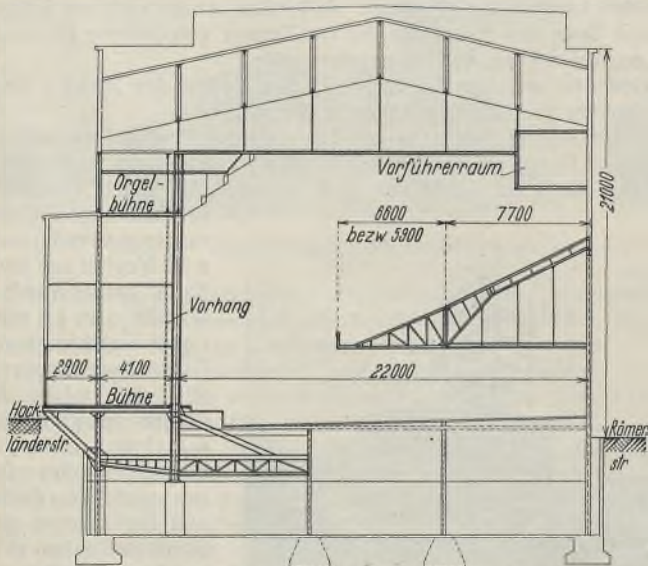 Orgel-
bühne
Vorführerraum
6600
7700
bezw 5900
21000
Vorhang
2900
4100
22000
Bühne
Hack-
länderstr.
Römer
str